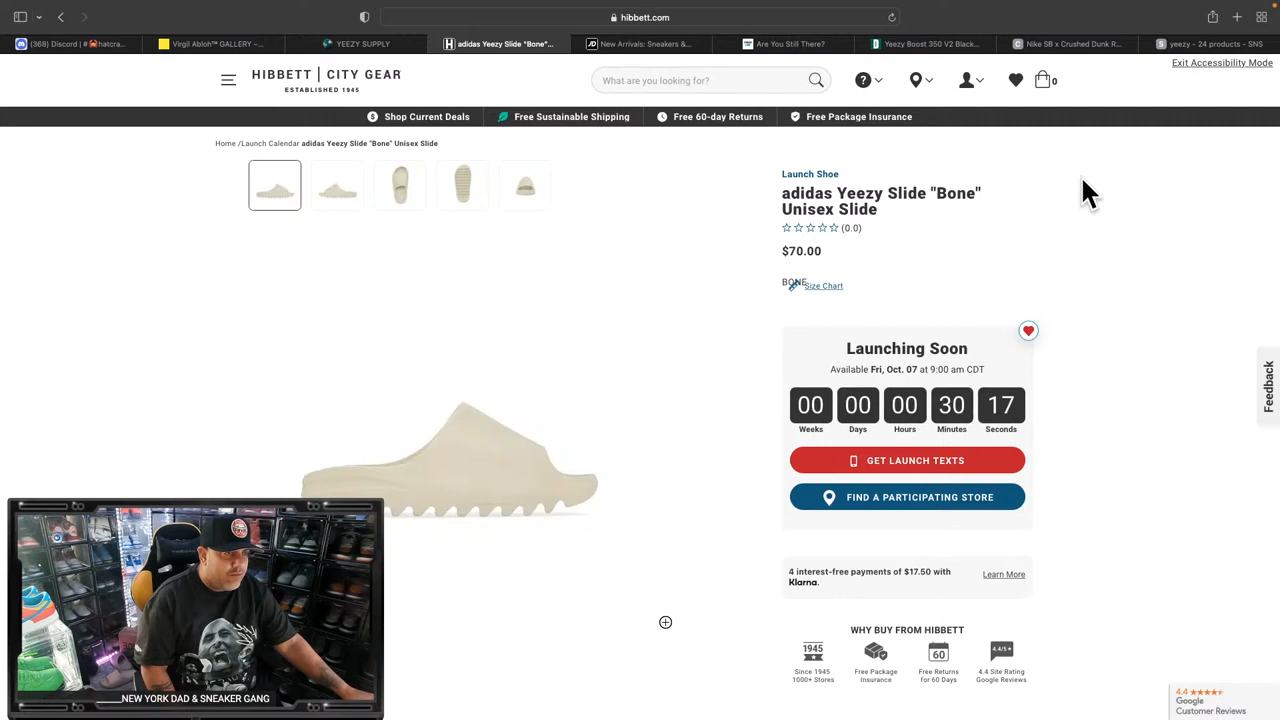 hibbett.com
(368) Discord | #🦀hatcra...
Virgil Abloh™ GALLERY –...
YEEZY SUPPLY
adidas Yeezy Slide "Bone"...
New Arrivals: Sneakers &...
Are You Still There?
Yeezy Boost 350 V2 Black...
Nike SB x Crushed Dunk R...
yeezy - 24 products - SNS
Exit Accessibility Mode
HIBBETT | CITY GEAR
ESTABLISHED 1945
What are you looking for?
0
Shop Current Deals
Free Sustainable Shipping
Free 60-day Returns
Free Package Insurance
Home /Launch Calendar adidas Yeezy Slide "Bone" Unisex Slide
Launch Shoe
adidas Yeezy Slide "Bone"
Unisex Slide
(0.0)
$70.00
BONE
Size Chart
Launching Soon
Available Fri, Oct. 07 at 9:00 am CDT
00 00 00 30 17
Weeks Days Hours Minutes Seconds
GET LAUNCH TEXTS
FIND A PARTICIPATING STORE
Feedback
4 interest-free payments of $17.50 with
Klarna.
Learn More
WHY BUY FROM HIBBETT
1945
60
4.4/5★
Since 1945
1000+ Stores
Free Package
Insurance
Free Returns
for 60 Days
4.4 Site Rating
Google Reviews
NEW YORK DAD & SNEAKER GANG
4.4
Google
Customer Reviews